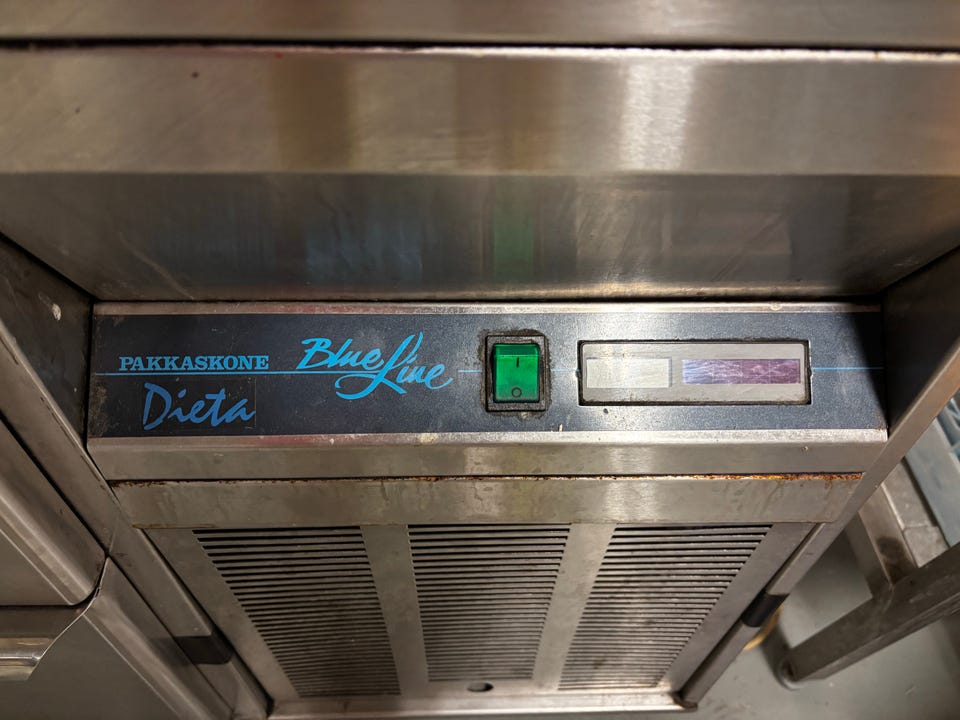 PAKKASKONE
Blue Line
Dieta